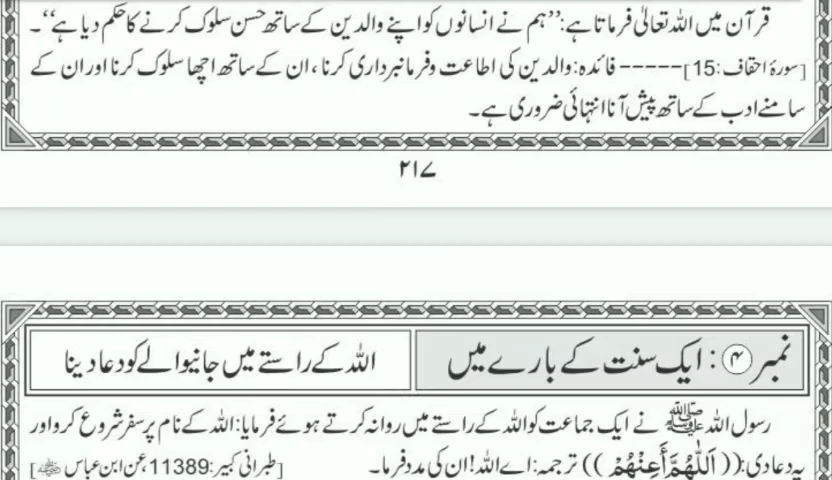 قرآن میں اللہ تعالیٰ فرماتا ہے: ’’ہم نے انسانوں کو اپنے والدین کے ساتھ حسن سلوک کرنے کا حکم دیا ہے‘‘۔
[سورۂ احقاف: 15] ----- فائدہ: والدین کی اطاعت وفرمانبرداری کرنا، ان کے ساتھ اچھا سلوک کرنا اور ان کے
سامنے ادب کے ساتھ پیش آنا انتہائی ضروری ہے۔
۲۱۷
نمبر ۴: ایک سنت کے بارے میں
اللہ کے راستے میں جانیوالے کو دعا دینا
رسول اللہ ﷺ نے ایک جماعت کو اللہ کے راستے میں روانہ کرتے ہوئے فرمایا: اللہ کے نام پر سفر شروع کرو اور
یہ دعا دی: ((اَللّٰهُمَّ أَعِنْهُمْ)) ترجمہ: اے اللہ! ان کی مدد فرما۔ [طبرانی کبیر: 11389، عن ابن عباس ؓ]